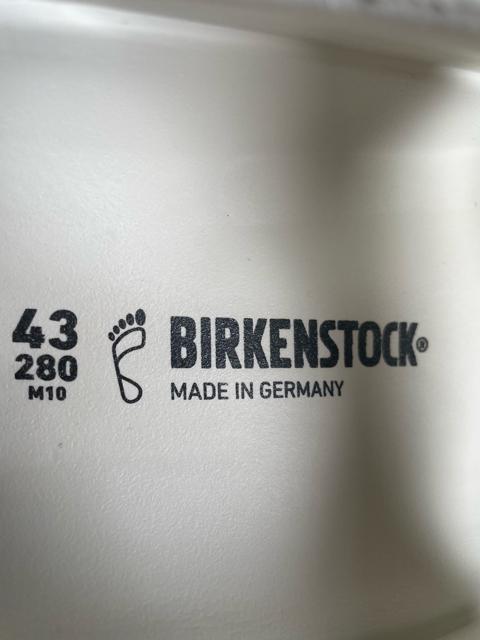 43
280
M10
BIRKENSTOCK®
MADE IN GERMANY